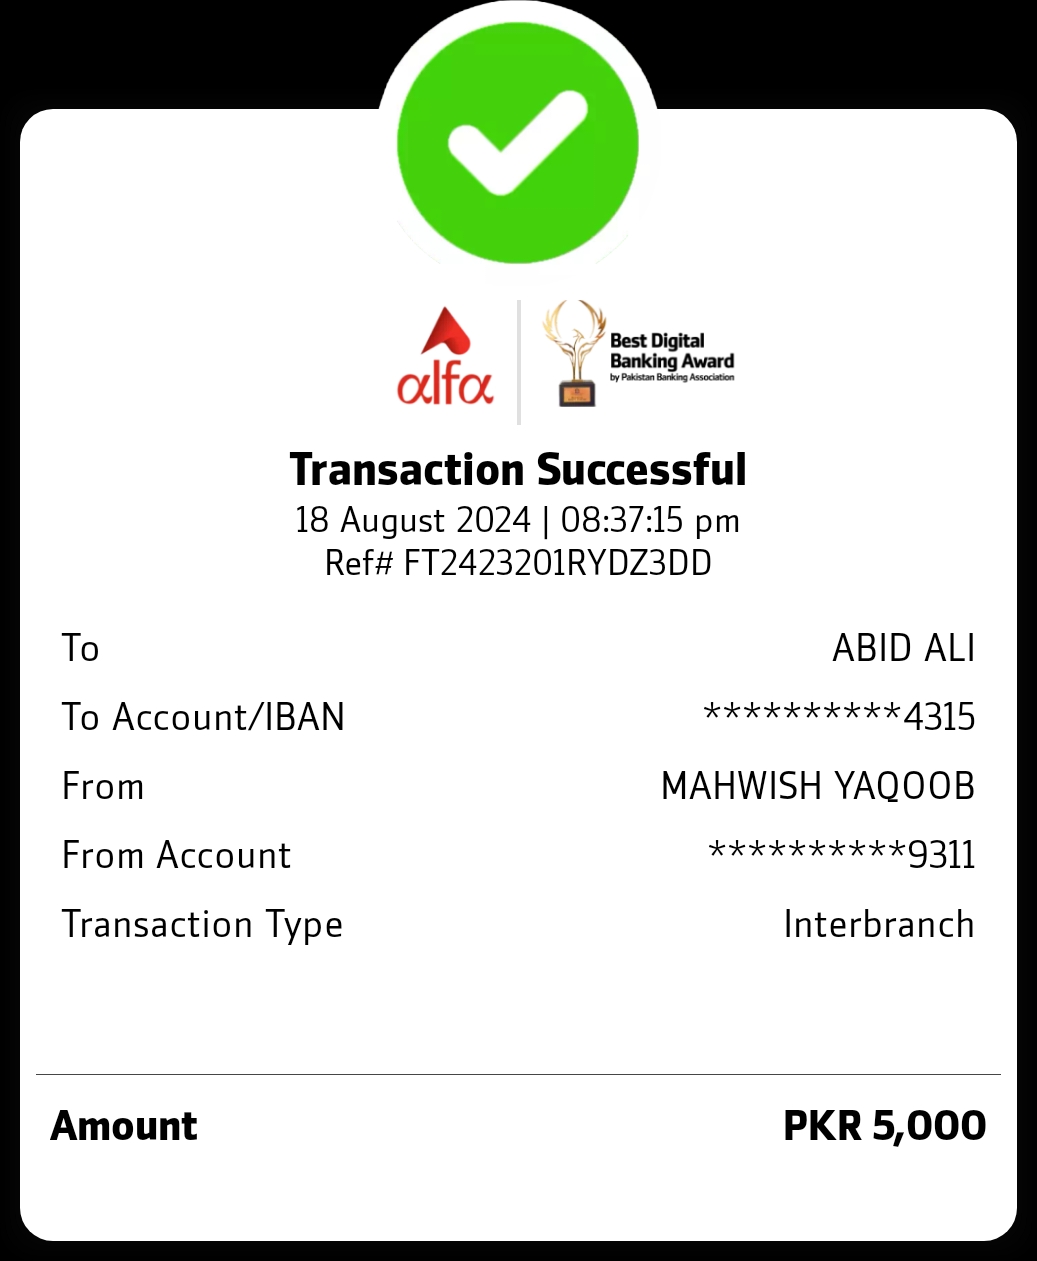 alfa
Best Digital
Banking Award
by Pakistan Banking Association
Transaction Successful
18 August 2024 | 08:37:15 pm
Ref# FT2423201RYDZ3DD
To ABID ALI
To Account/IBAN **********4315
From MAHWISH YAQOOB
From Account **********9311
Transaction Type Interbranch
Amount PKR 5,000